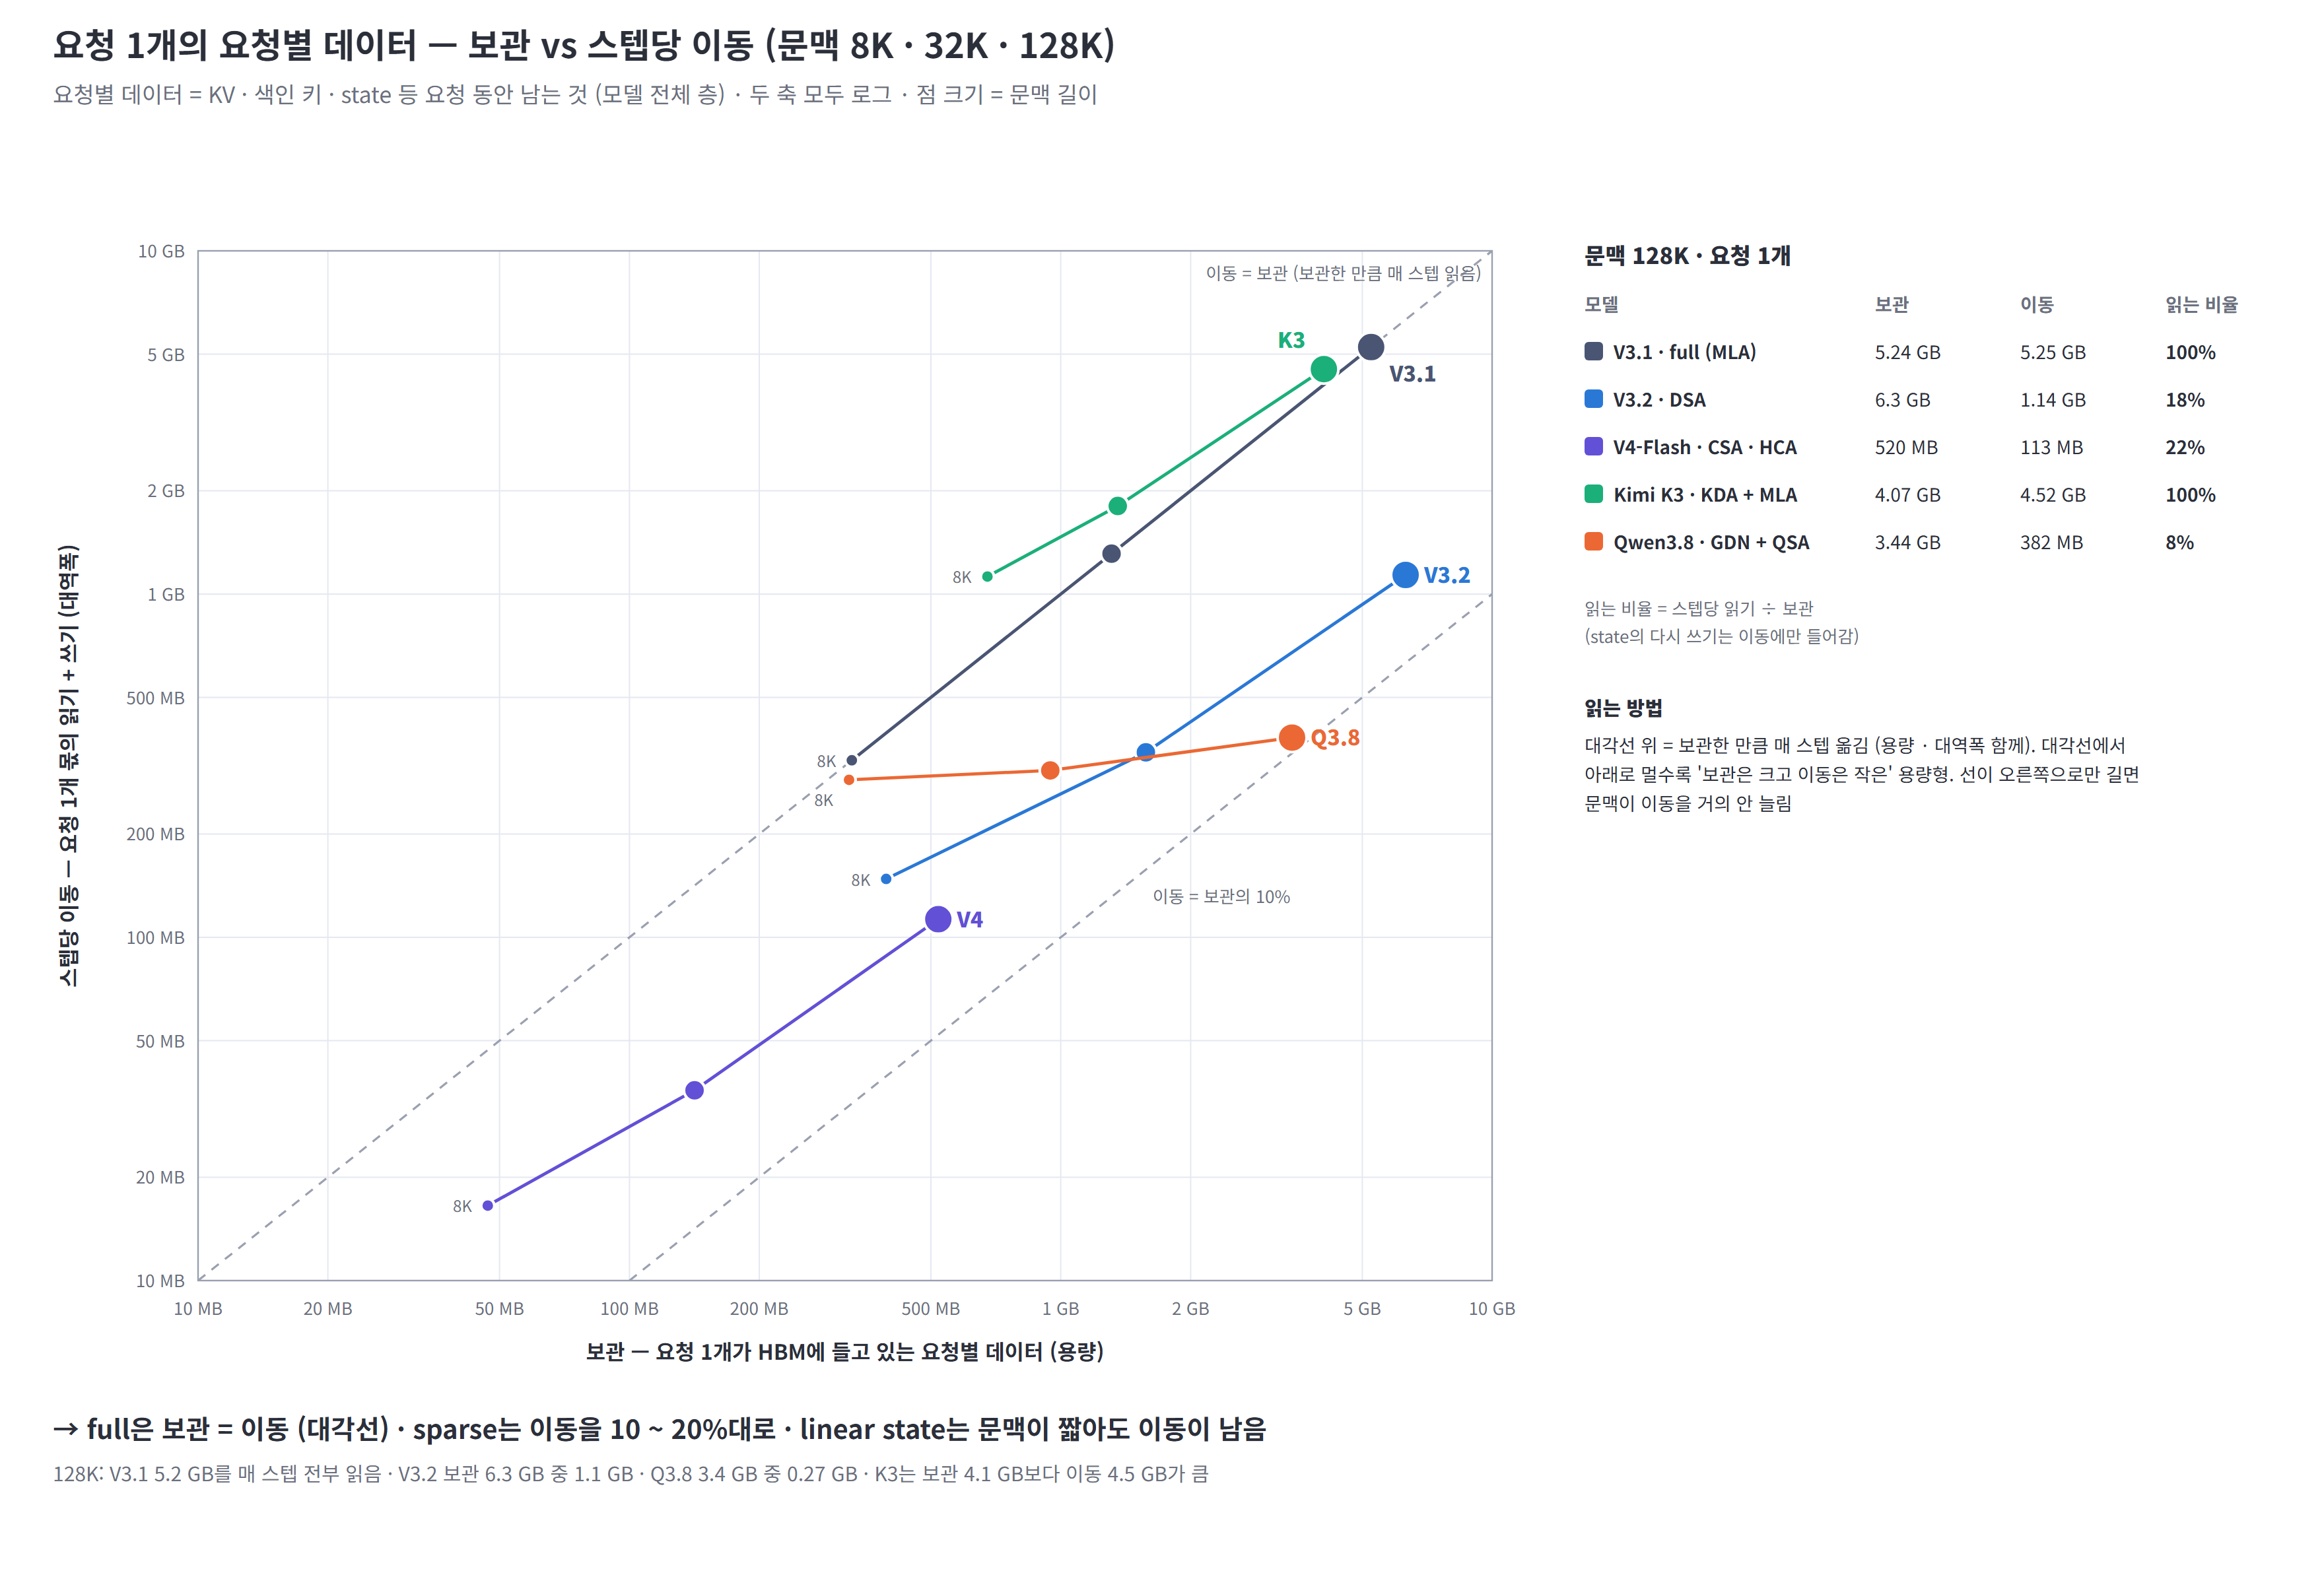 요청 1개의 요청별 데이터 — 보관 vs 스텝당 이동 (문맥 8K · 32K · 128K)
요청별 데이터 = KV · 색인 키 · state 등 요청 동안 남는 것 (모델 전체 층) · 두 축 모두 로그 · 점 크기 = 문맥 길이
스텝당 이동 — 요청 1개 몫의 읽기 + 쓰기 (대역폭)
10 GB
5 GB
2 GB
1 GB
500 MB
200 MB
100 MB
50 MB
20 MB
10 MB
이동 = 보관 (보관한 만큼 매 스텝 읽음)
K3
V3.1
8K
V3.2
8K
Q3.8
8K
8K
이동 = 보관의 10%
V4
8K
10 MB 20 MB 50 MB 100 MB 200 MB 500 MB 1 GB 2 GB 5 GB 10 GB
보관 — 요청 1개가 HBM에 들고 있는 요청별 데이터 (용량)
문맥 128K · 요청 1개
모델 보관 이동 읽는 비율
V3.1 · full (MLA) 5.24 GB 5.25 GB 100%
V3.2 · DSA 6.3 GB 1.14 GB 18%
V4-Flash · CSA · HCA 520 MB 113 MB 22%
Kimi K3 · KDA + MLA 4.07 GB 4.52 GB 100%
Qwen3.8 · GDN + QSA 3.44 GB 382 MB 8%
읽는 비율 = 스텝당 읽기 ÷ 보관
(state의 다시 쓰기는 이동에만 들어감)
읽는 방법
대각선 위 = 보관한 만큼 매 스텝 옮김 (용량 · 대역폭 함께). 대각선에서
아래로 멀수록 '보관은 크고 이동은 작은' 용량형. 선이 오른쪽으로만 길면
문맥이 이동을 거의 안 늘림
→ full은 보관 = 이동 (대각선) · sparse는 이동을 10 ~ 20%대로 · linear state는 문맥이 짧아도 이동이 남음
128K: V3.1 5.2 GB를 매 스텝 전부 읽음 · V3.2 보관 6.3 GB 중 1.1 GB · Q3.8 3.4 GB 중 0.27 GB · K3는 보관 4.1 GB보다 이동 4.5 GB가 큼